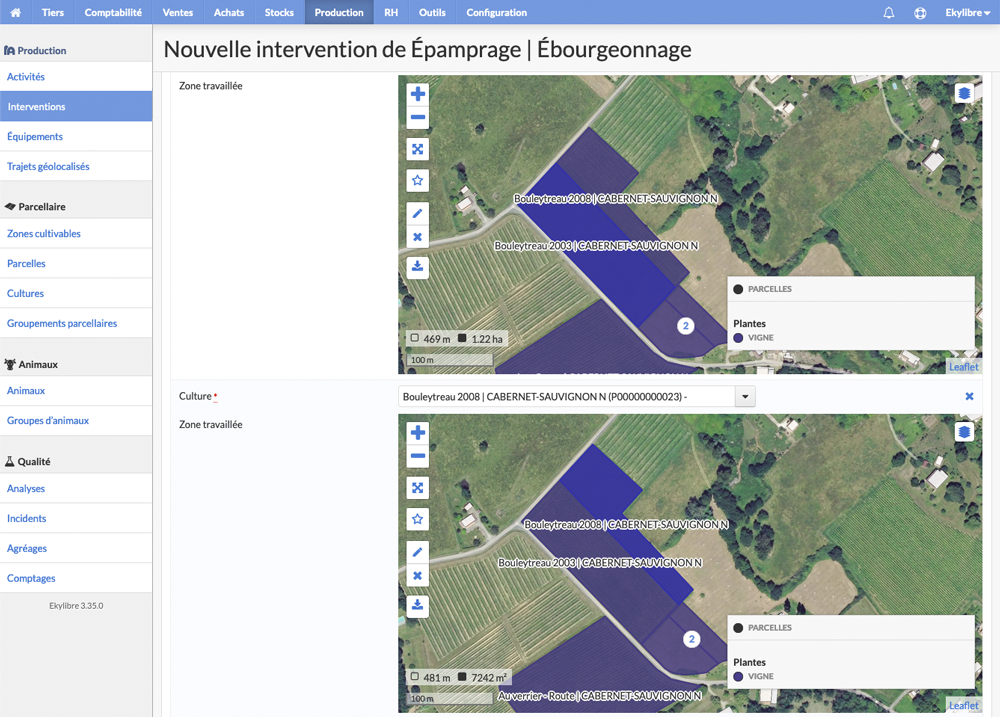 Tiers Comptabilité Ventes Achats Stocks Production RH Outils Configuration Ekylibre
Production
Activités
Interventions
Équipements
Trajets géolocalisés
Parcellaire
Zones cultivables
Parcelles
Cultures
Groupements parcellaires
Animaux
Animaux
Groupes d'animaux
Qualité
Analyses
Incidents
Agréages
Comptages
Ekylibre 3.35.0
Nouvelle intervention de Épamprage | Ébourgeonnage
Zone travaillée
Bouleytreau 2008 | CABERNET-SAUVIGNON N
Bouleytreau 2003 | CABERNET-SAUVIGNON N
2
PARCELLES
Plantes
VIGNE
469 m 1.22 ha
100 m
Leaflet
Culture *
Bouleytreau 2008 | CABERNET-SAUVIGNON N (P00000000023) -
Zone travaillée
Bouleytreau 2008 | CABERNET-SAUVIGNON N
Bouleytreau 2003 | CABERNET-SAUVIGNON N
2
PARCELLES
Plantes
VIGNE
481 m 7242 m²
Au verrier - Route | CABERNET-SAUVIGNON N
100 m
Leaflet